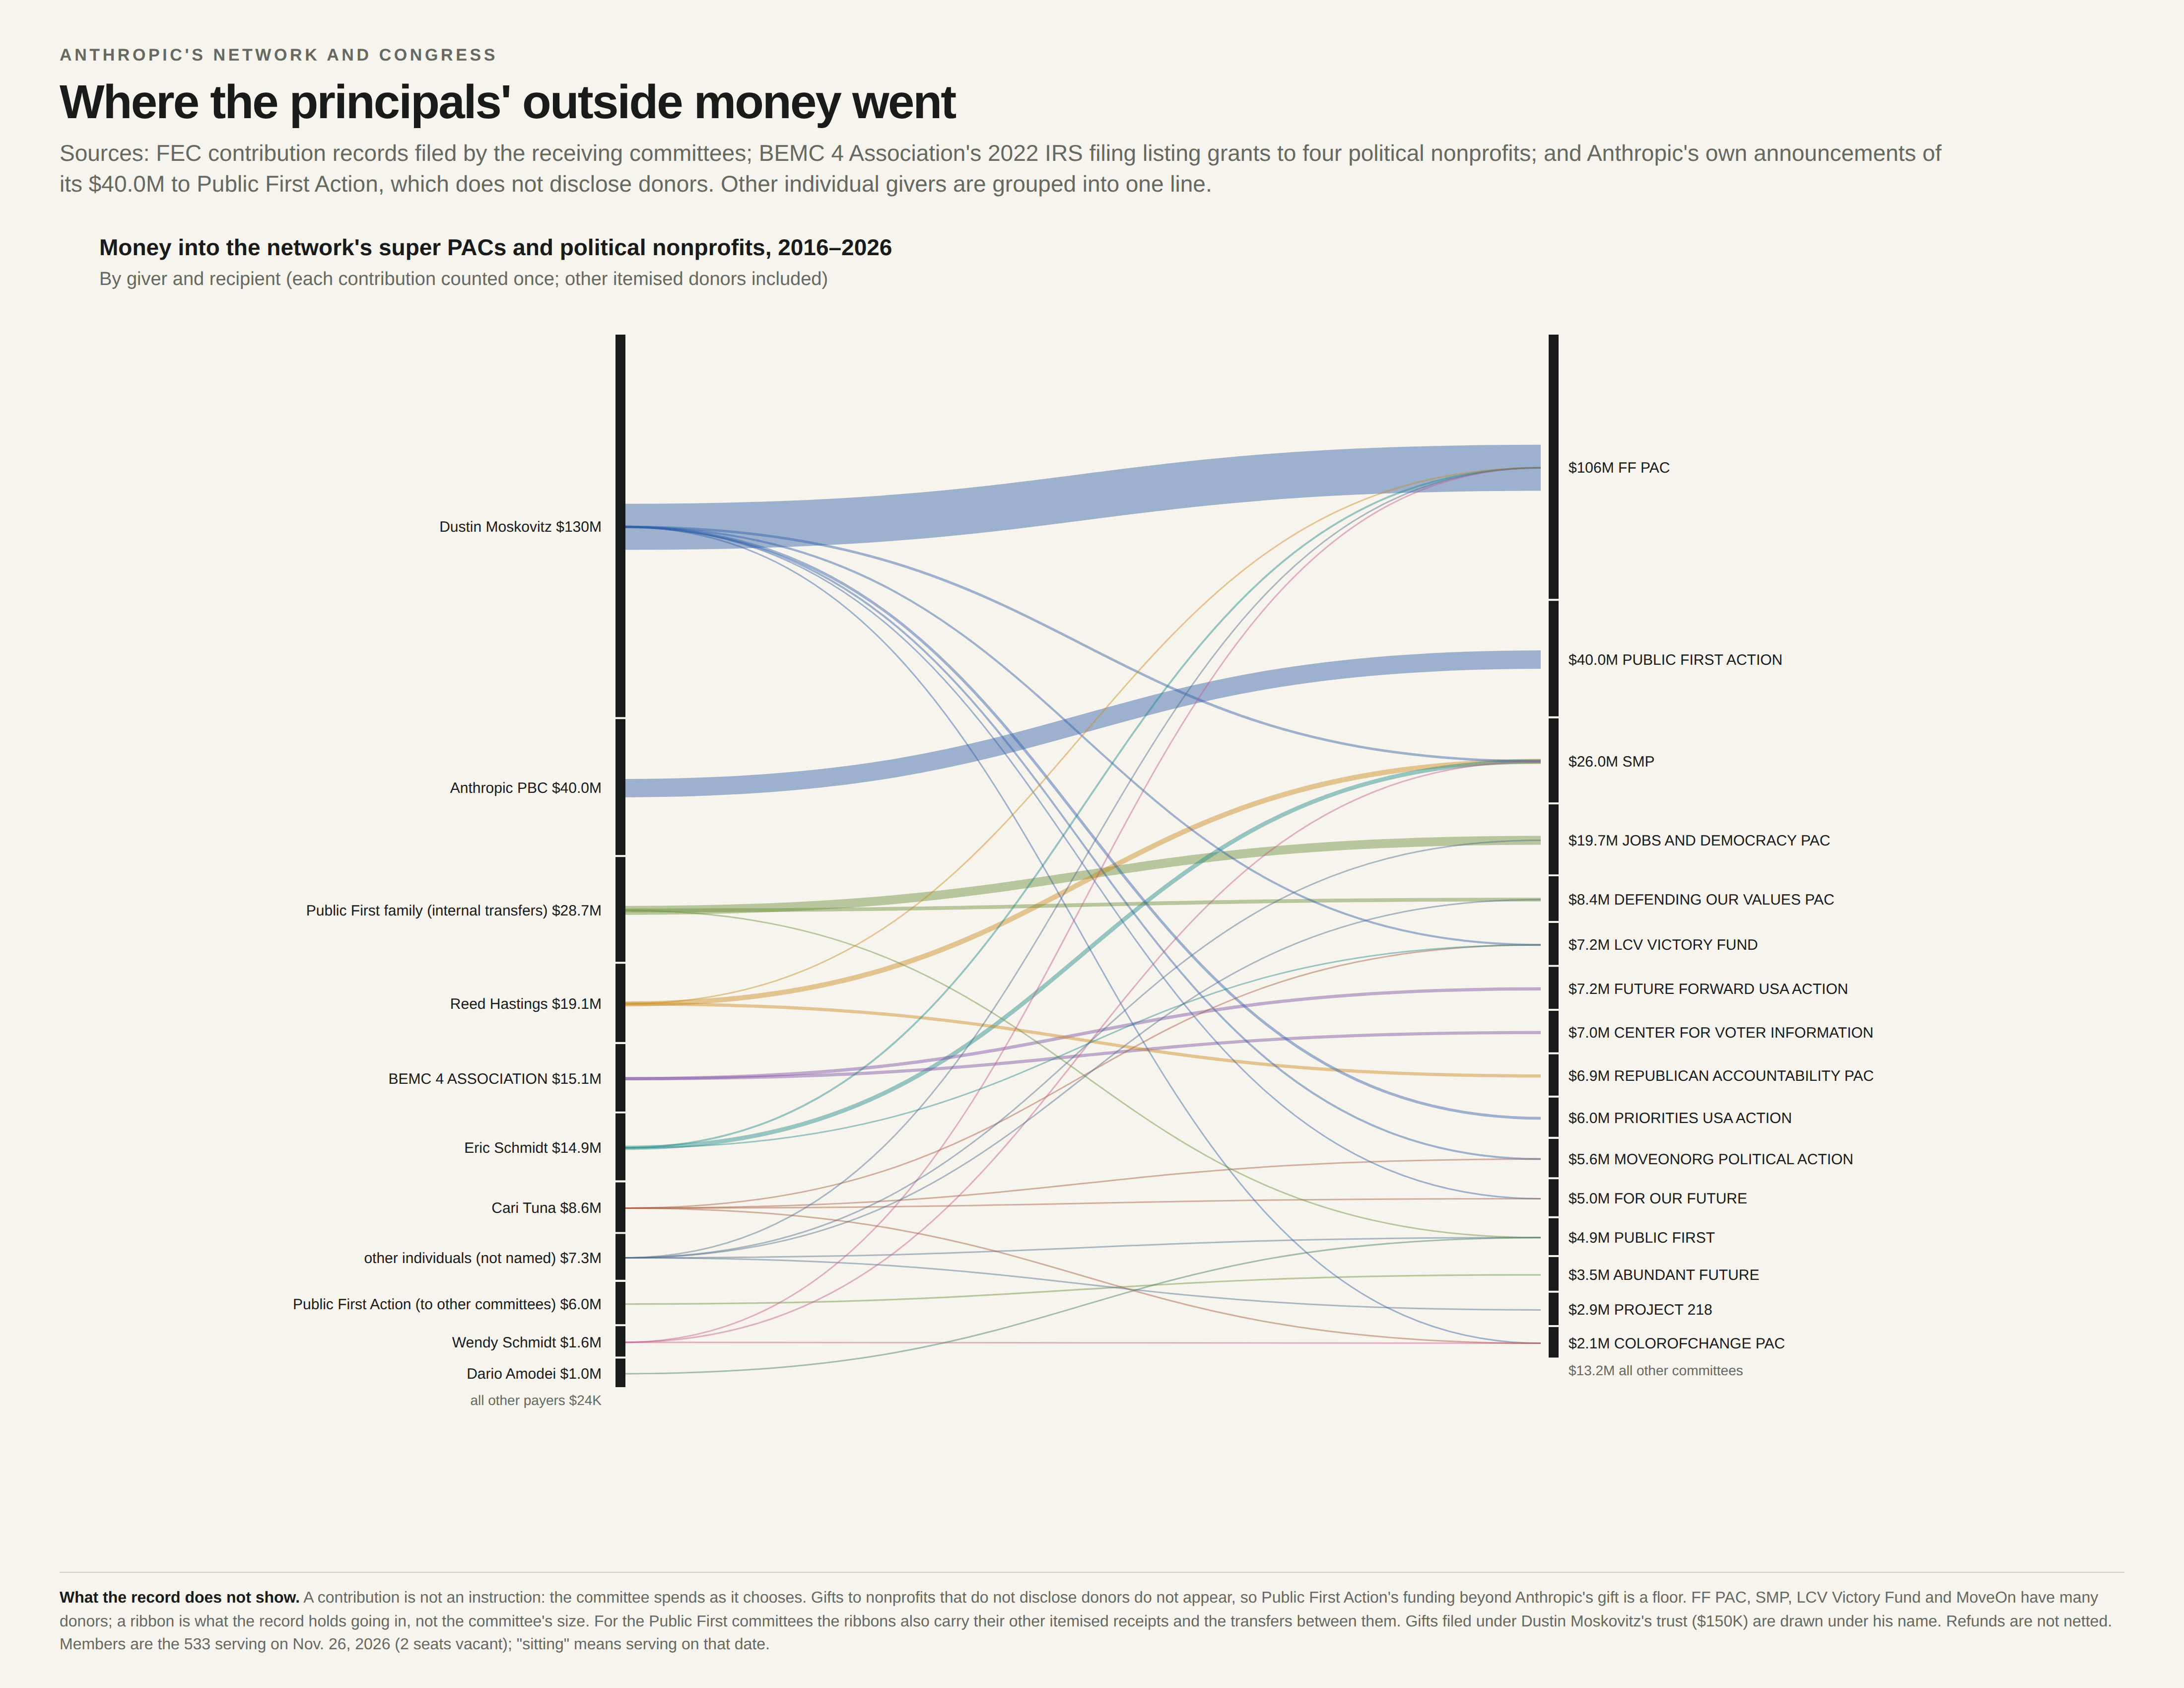 ANTHROPIC'S NETWORK AND CONGRESS
Where the principals' outside money went
Sources: FEC contribution records filed by the receiving committees; BEMC 4 Association's 2022 IRS filing listing grants to four political nonprofits; and Anthropic's own announcements of
its $40.0M to Public First Action, which does not disclose donors. Other individual givers are grouped into one line.
Money into the network's super PACs and political nonprofits, 2016–2026
By giver and recipient (each contribution counted once; other itemised donors included)
Dustin Moskovitz $130M
Anthropic PBC $40.0M
Public First family (internal transfers) $28.7M
Reed Hastings $19.1M
BEMC 4 ASSOCIATION $15.1M
Eric Schmidt $14.9M
Cari Tuna $8.6M
other individuals (not named) $7.3M
Public First Action (to other committees) $6.0M
Wendy Schmidt $1.6M
Dario Amodei $1.0M
all other payers $24K
$106M FF PAC
$40.0M PUBLIC FIRST ACTION
$26.0M SMP
$19.7M JOBS AND DEMOCRACY PAC
$8.4M DEFENDING OUR VALUES PAC
$7.2M LCV VICTORY FUND
$7.2M FUTURE FORWARD USA ACTION
$7.0M CENTER FOR VOTER INFORMATION
$6.9M REPUBLICAN ACCOUNTABILITY PAC
$6.0M PRIORITIES USA ACTION
$5.6M MOVEONORG POLITICAL ACTION
$5.0M FOR OUR FUTURE
$4.9M PUBLIC FIRST
$3.5M ABUNDANT FUTURE
$2.9M PROJECT 218
$2.1M COLOROFCHANGE PAC
$13.2M all other committees
What the record does not show. A contribution is not an instruction: the committee spends as it chooses. Gifts to nonprofits that do not disclose donors do not appear, so Public First Action's funding beyond Anthropic's gift is a floor. FF PAC, SMP, LCV Victory Fund and MoveOn have many
donors; a ribbon is what the record holds going in, not the committee's size. For the Public First committees the ribbons also carry their other itemised receipts and the transfers between them. Gifts filed under Dustin Moskovitz's trust ($150K) are drawn under his name. Refunds are not netted.
Members are the 533 serving on Nov. 26, 2026 (2 seats vacant); "sitting" means serving on that date.